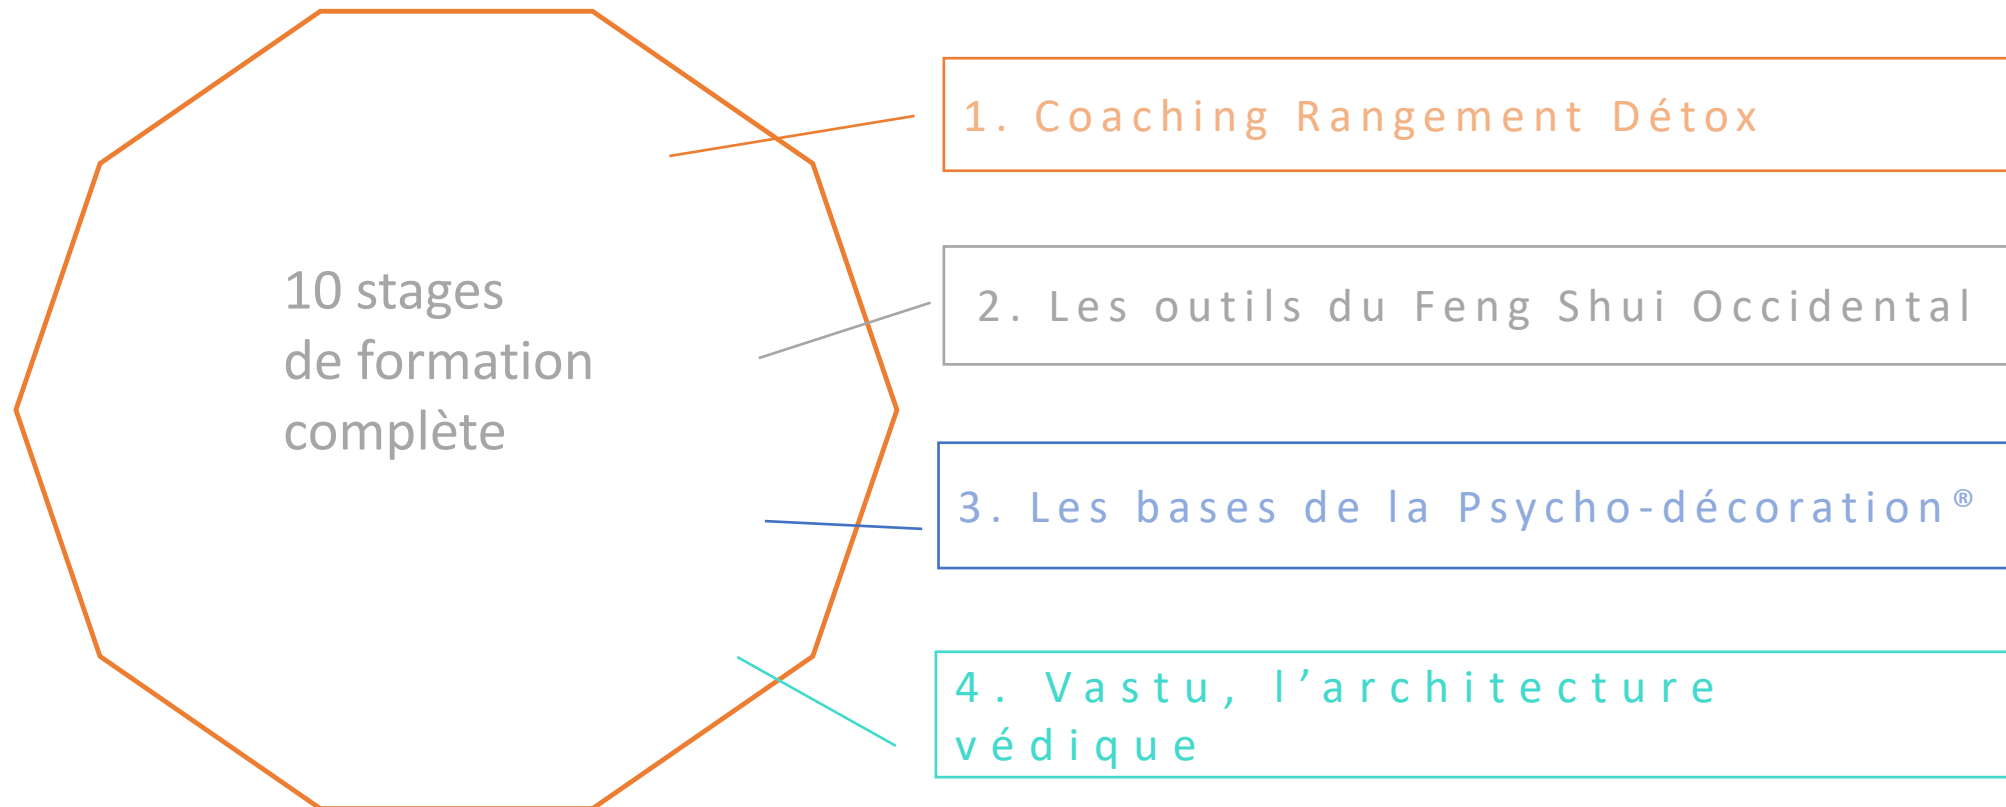 10 stages
de formation
complète
1. Coaching Rangement Détox
2. Les outils du Feng Shui Occidental
3. Les bases de la Psycho-décoration®
4. Vastu, l’architecture
védique